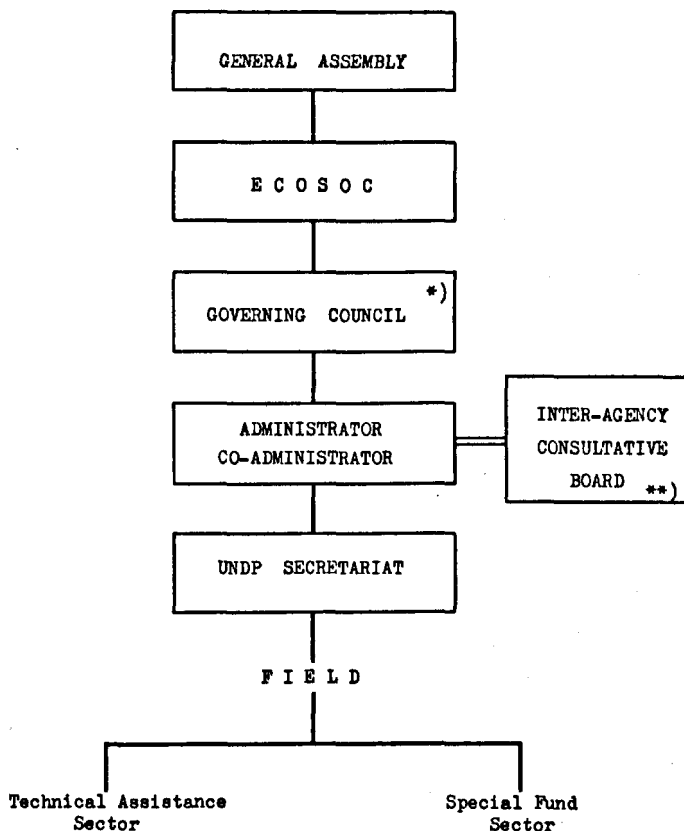 GENERAL ASSEMBLY
E C O S O C
*)
GOVERNING COUNCIL
ADMINISTRATOR
CO-ADMINISTRATOR
INTER-AGENCY
CONSULTATIVE
BOARD **)
UNDP SECRETARIAT
F I E L D
Technical Assistance
Sector
Special Fund
Sector